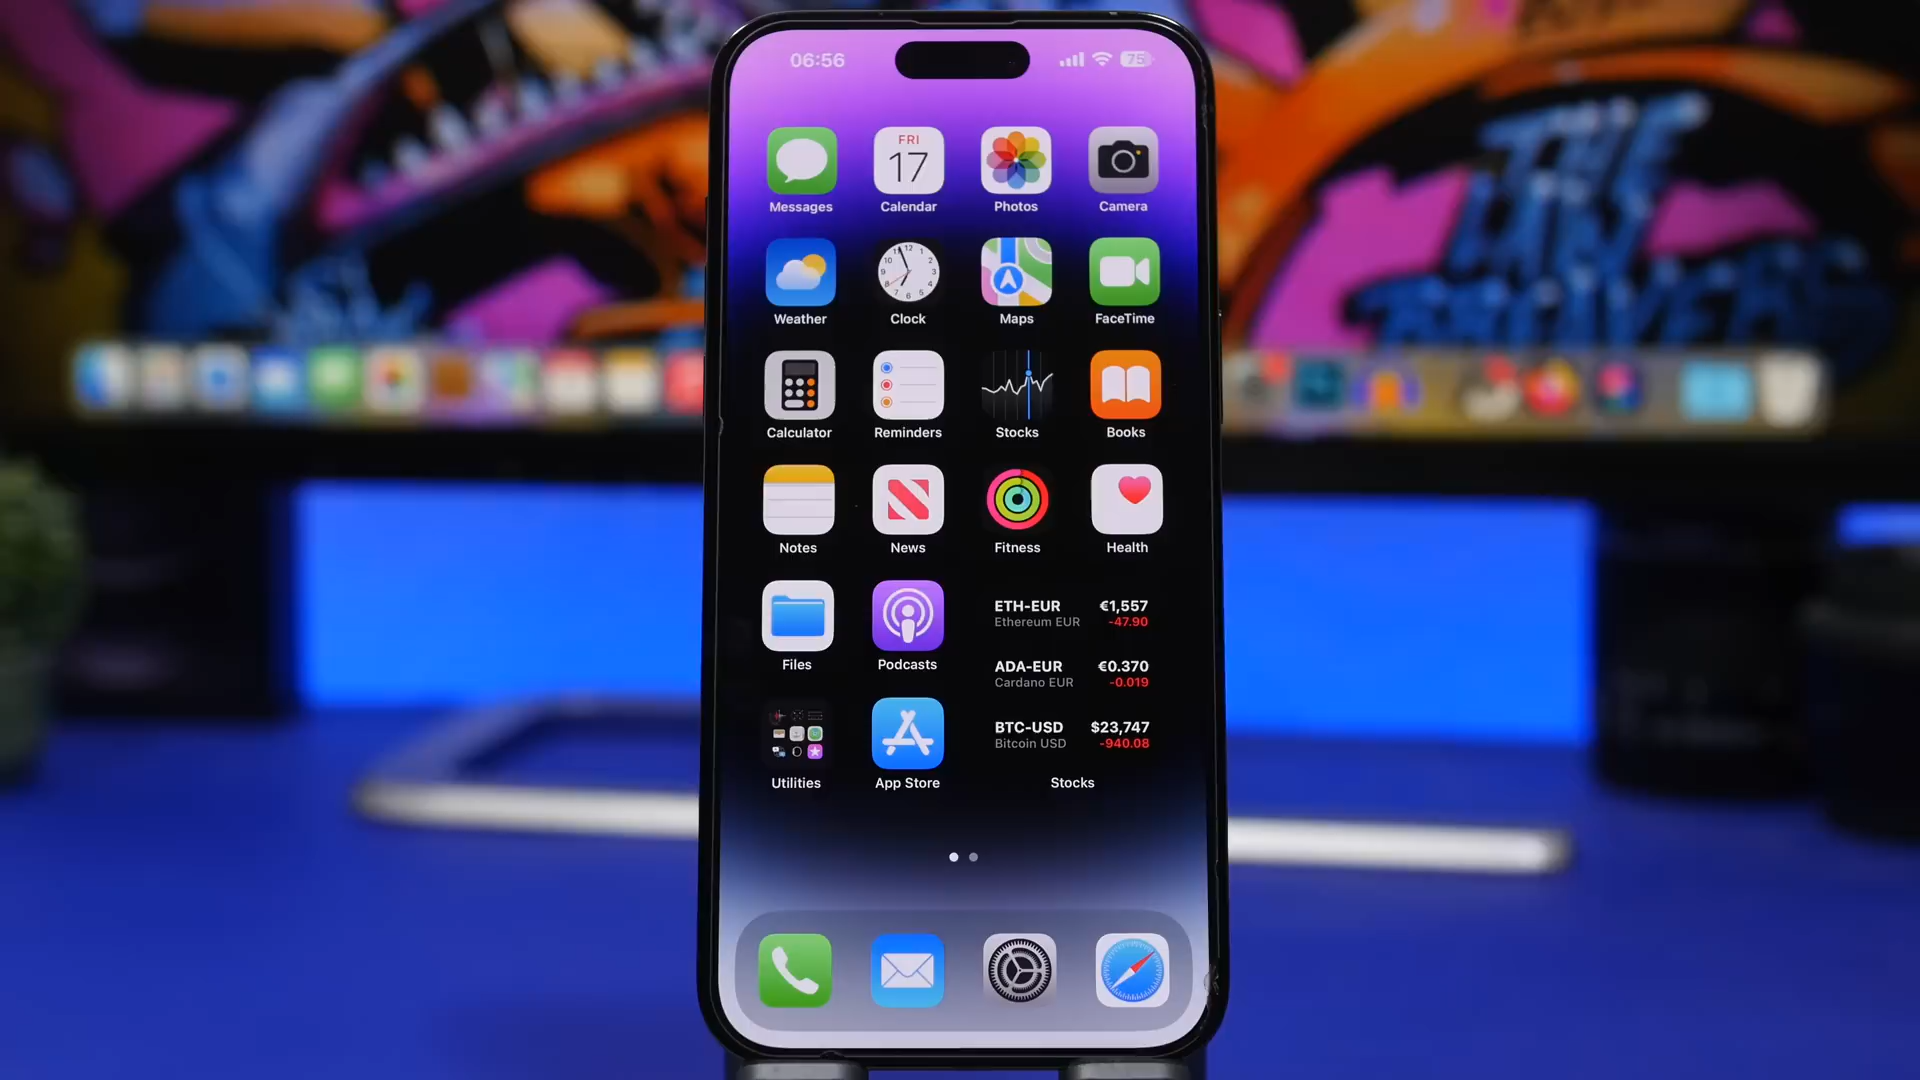 06:56
75
FRI
17
Messages
Calendar
Photos
Camera
Weather
Clock
Maps
FaceTime
Calculator
Reminders
Stocks
Books
Notes
News
Fitness
Health
Files
Podcasts
ETH-EUR €1,557
Ethereum EUR -47.90
ADA-EUR €0.370
Cardano EUR -0.019
BTC-USD $23,747
Bitcoin USD -940.08
Utilities
App Store
Stocks
THE